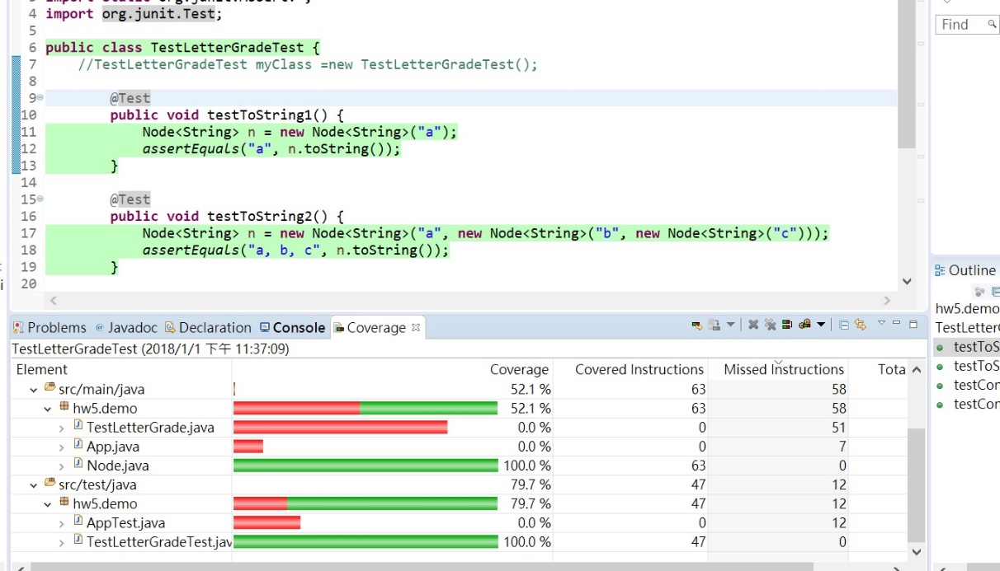 4 import org.junit.Test;
5
6 public class TestLetterGradeTest {
7 //TestLetterGradeTest myClass =new TestLetterGradeTest();
8
9 @Test
10 public void testToString1() {
11 Node<String> n = new Node<String>("a");
12 assertEquals("a", n.toString());
13 }
14
15 @Test
16 public void testToString2() {
17 Node<String> n = new Node<String>("a", new Node<String>("b", new Node<String>("c")));
18 assertEquals("a, b, c", n.toString());
19 }
20
Find
Outline
hw5.demo
TestLetter
testToS
testToS
testCon
testCon
Problems @ Javadoc Declaration Console Coverage
TestLetterGradeTest (2018/1/1 下午 11:37:09)
Element Coverage Covered Instructions Missed Instructions Tota
src/main/java 52.1 % 63 58
hw5.demo 52.1 % 63 58
TestLetterGrade.java 0.0 % 0 51
App.java 0.0 % 0 7
Node.java 100.0 % 63 0
src/test/java 79.7 % 47 12
hw5.demo 79.7 % 47 12
AppTest.java 0.0 % 0 12
TestLetterGradeTest.jav 100.0 % 47 0